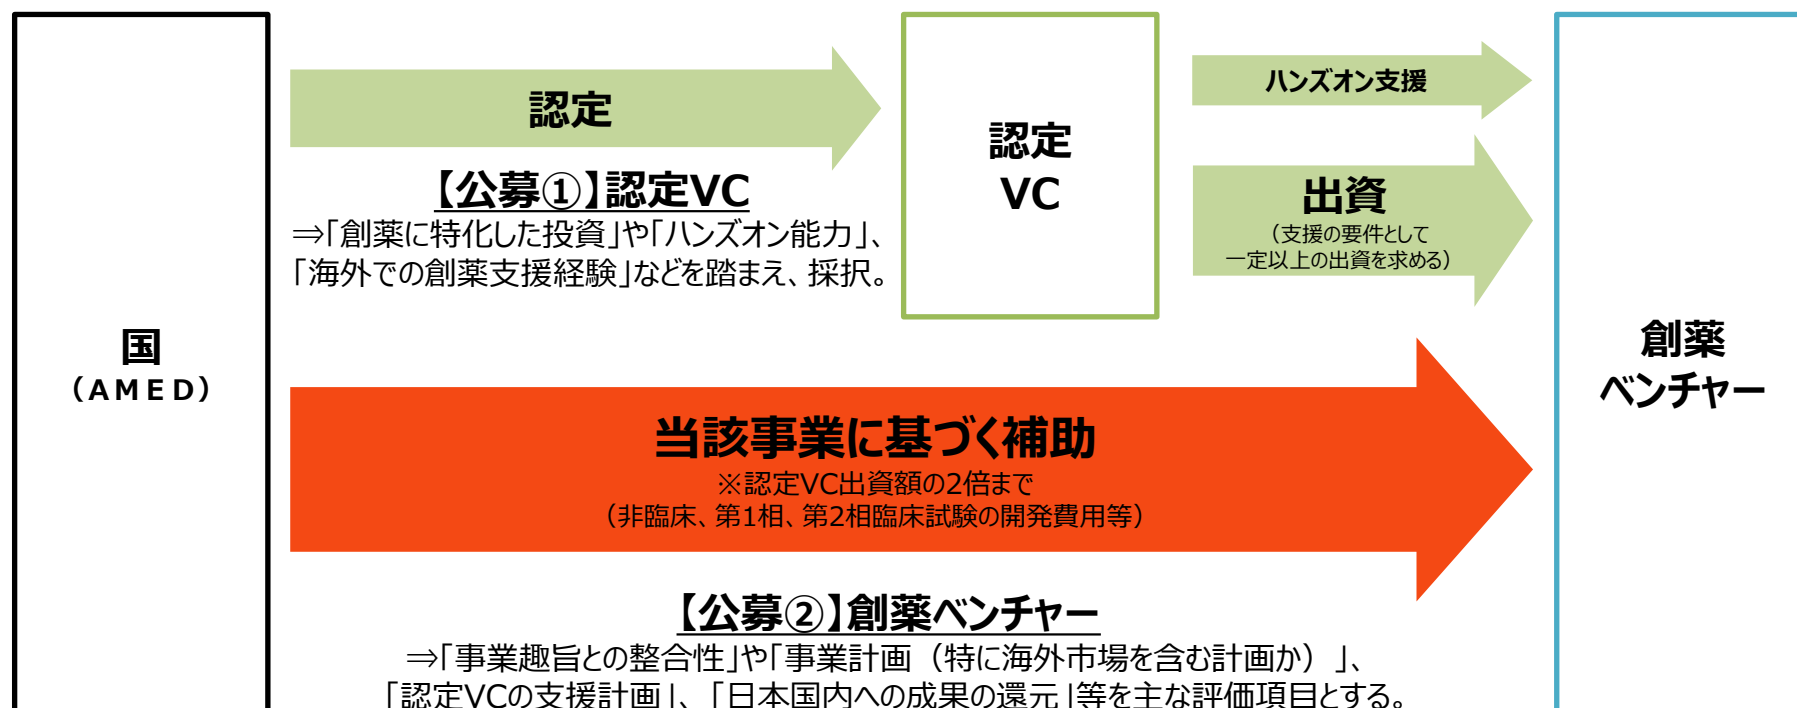 国
（AMED）
認定
【公募①】認定VC
⇒「創薬に特化した投資」や「ハンズオン能力」、
「海外での創薬支援経験」などを踏まえ、採択。
認定
VC
ハンズオン支援
出資
（支援の要件として
一定以上の出資を求める）
当該事業に基づく補助
※認定VC出資額の2倍まで
（非臨床、第1相、第2相臨床試験の開発費用等）
【公募②】創薬ベンチャー
⇒「事業趣旨との整合性」や「事業計画（特に海外市場を含む計画か）」、
「認定VCの支援計画」、「日本国内への成果の還元」等を主な評価項目とする。
創薬
ベンチャー